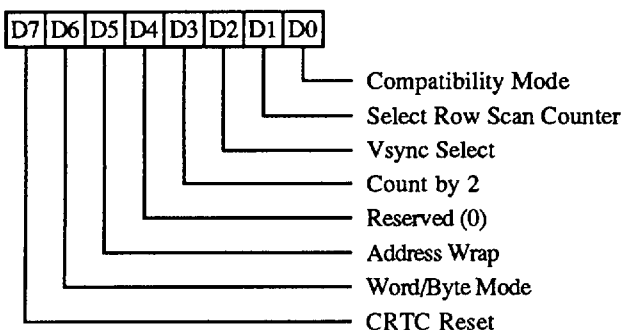 D7 D6 D5 D4 D3 D2 D1 D0
Compatibility Mode
Select Row Scan Counter
Vsync Select
Count by 2
Reserved (0)
Address Wrap
Word/Byte Mode
CRTC Reset